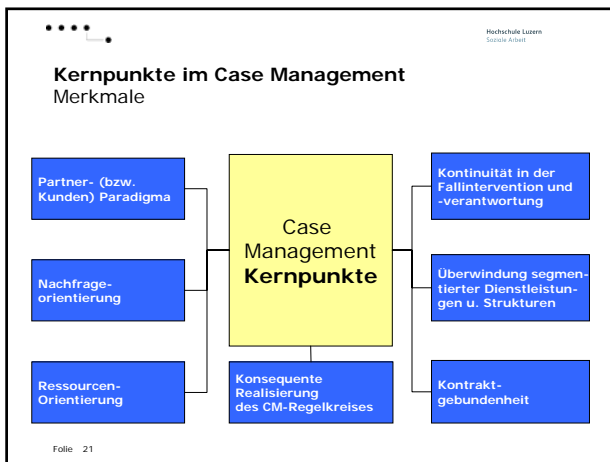 Hochschule Luzern
Soziale Arbeit
Kernpunkte im Case Management
Merkmale
Partner- (bzw.
Kunden) Paradigma
Nachfrage-
orientierung
Ressourcen-
Orientierung
Case
Management
Kernpunkte
Konsequente
Realisierung
des CM-Regelkreises
Kontinuität in der
Fallintervention und
-verantwortung
Überwindung segmen-
tierter Dienstleistun-
gen u. Strukturen
Kontrakt-
gebundenheit
Folie 21